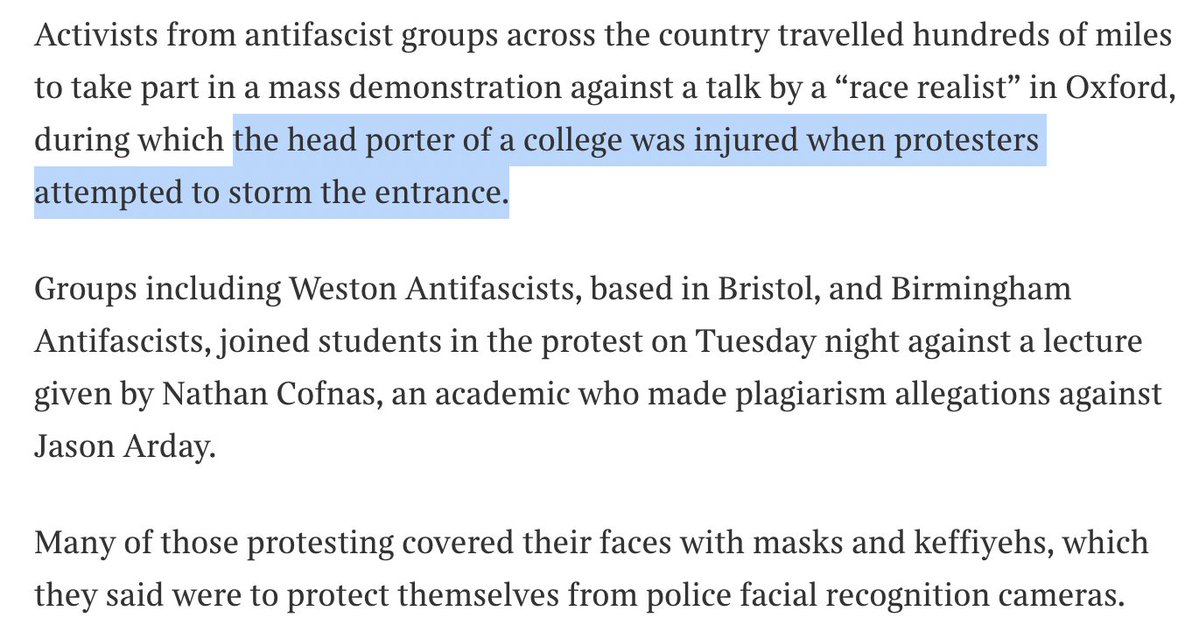 Activists from antifascist groups across the country travelled hundreds of miles
to take part in a mass demonstration against a talk by a “race realist” in Oxford,
during which the head porter of a college was injured when protesters
attempted to storm the entrance.
Groups including Weston Antifascists, based in Bristol, and Birmingham
Antifascists, joined students in the protest on Tuesday night against a lecture
given by Nathan Cofnas, an academic who made plagiarism allegations against
Jason Arday.
Many of those protesting covered their faces with masks and keffiyehs, which
they said were to protect themselves from police facial recognition cameras.